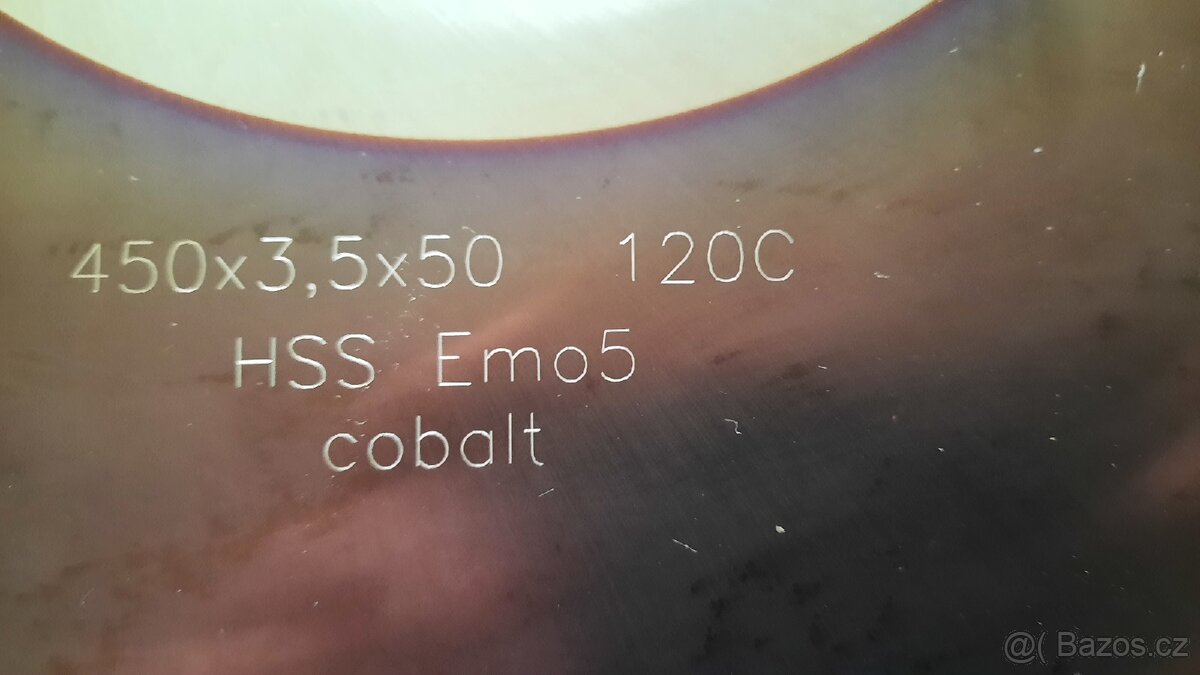 450x3,5x50 120C
HSS Emo5
cobalt
@( Bazos.cz